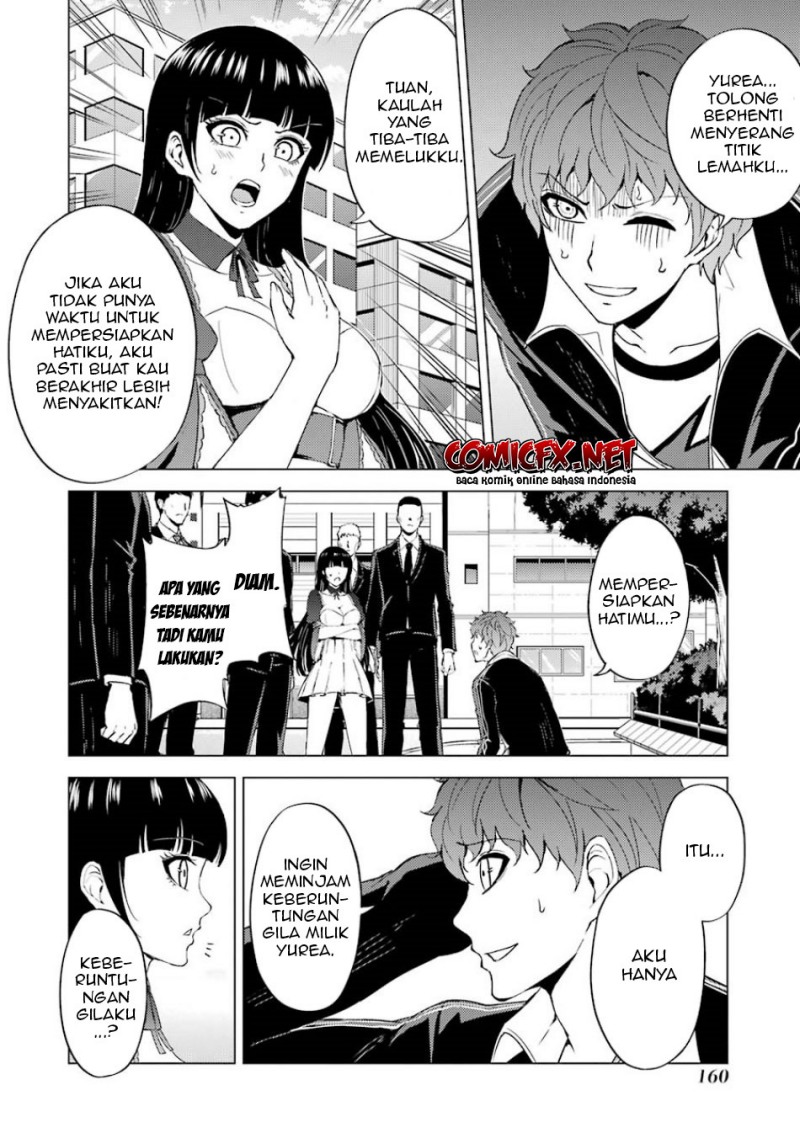 YUREA...
TOLONG
BERHENTI
MENYERANG
TITIK
LEMAHKU...
TUAN,
KAULAH
YANG
TIBA-TIBA
MEMELUKKU.
JIKA AKU
TIDAK PUNYA
WAKTU UNTUK
MEMPERSIAPKAN
HATIKU, AKU
PASTI BUAT KAU
BERAKHIR LEBIH
MENYAKITKAN!
COMICFX.NET
Baca Komik Online Bahasa Indonesia
MEMPER-
SIAPKAN
HATIMU...?
DIAM.
APA YANG
SEBENARNYA
TADI KAMU
LAKUKAN?
ITU...
AKU
HANYA
INGIN
MEMINJAM
KEBERUN-
TUNGAN
GILA MILIK
YUREA.
KEBE-
RUNTU-
NGAN
GILAKU
...?
160